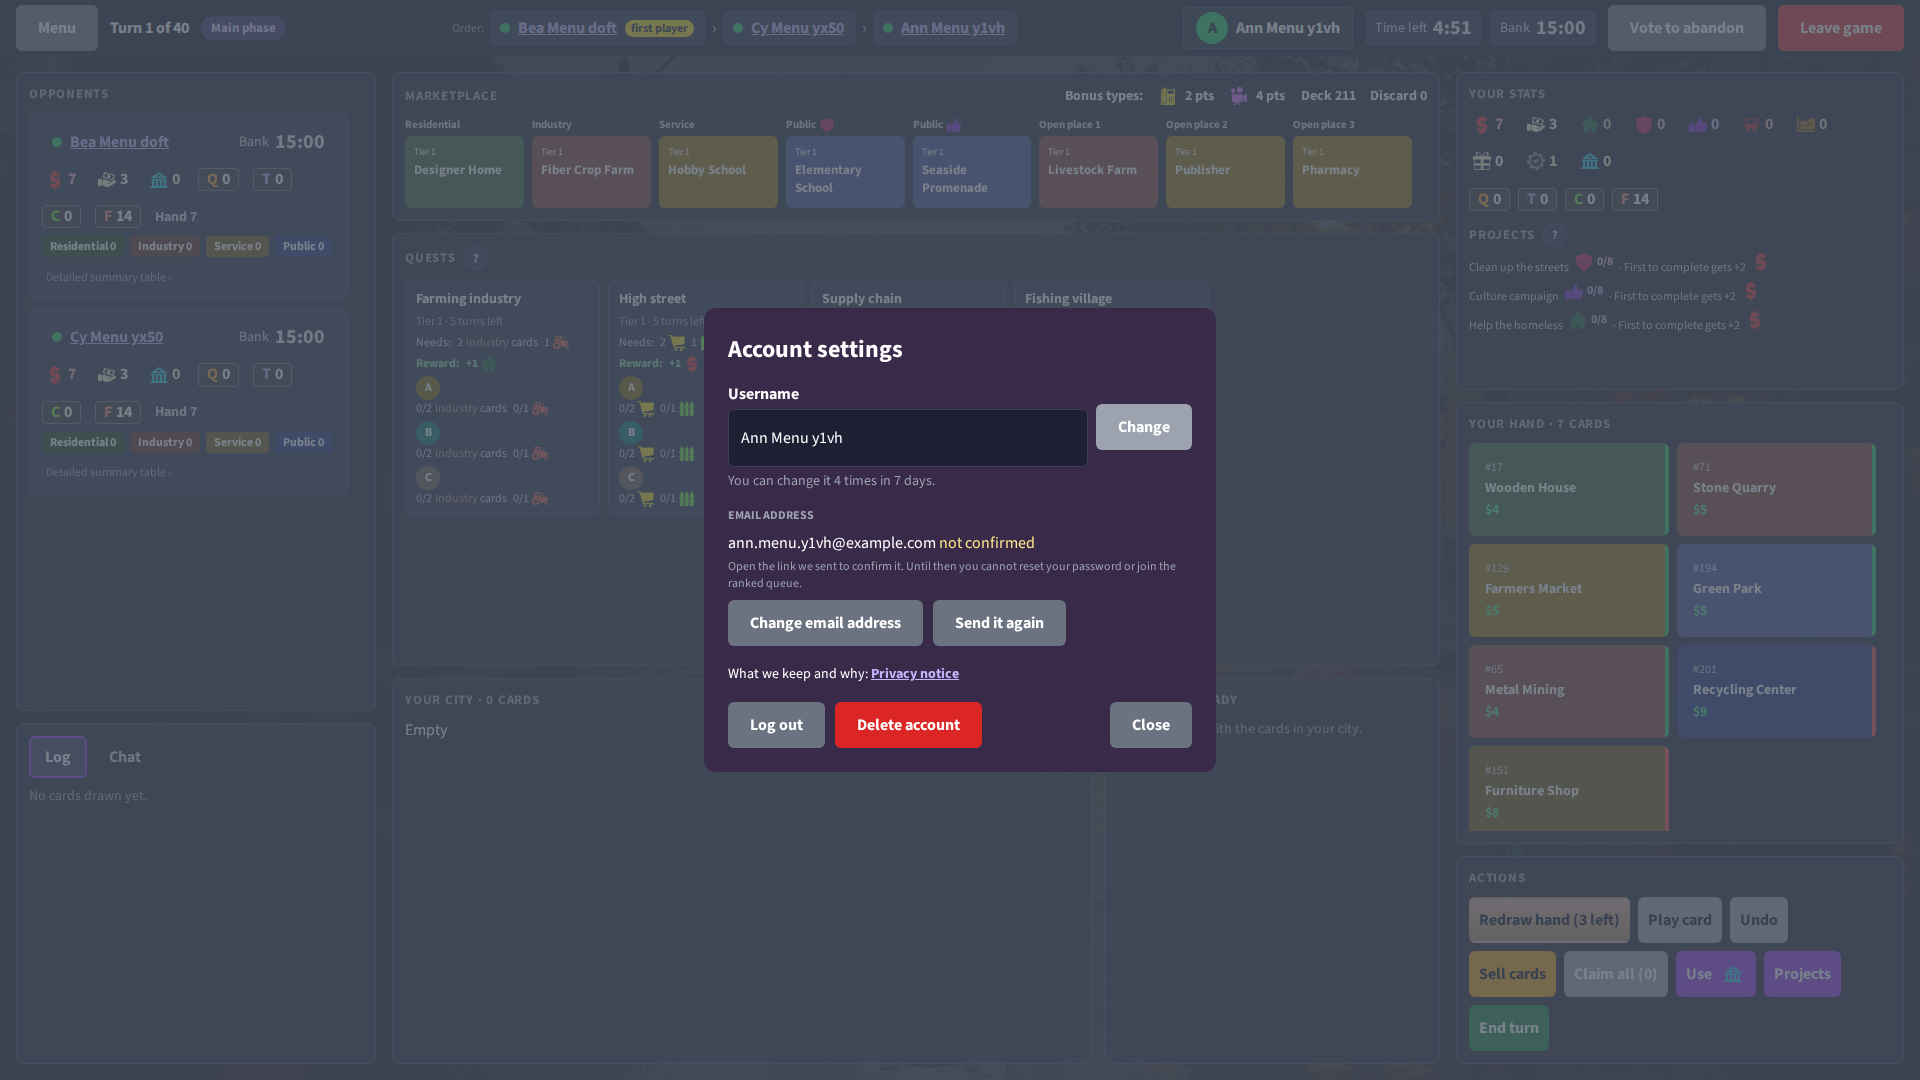 Menu
Turn 1 of 40
Main phase
Order:
Bea Menu doft
first player
›
Cy Menu yx50
›
Ann Menu y1vh
A
Ann Menu y1vh
Time left 4:51
Bank 15:00
Vote to abandon
Leave game
OPPONENTS
Bea Menu doft
Bank 15:00
7
3
0
Q 0
T 0
C 0
F 14
Hand 7
Residential 0
Industry 0
Service 0
Public 0
Detailed summary table ›
Cy Menu yx50
Bank 15:00
7
3
0
Q 0
T 0
C 0
F 14
Hand 7
Residential 0
Industry 0
Service 0
Public 0
Detailed summary table ›
Log
Chat
No cards drawn yet.
MARKETPLACE
Bonus types:
2 pts
4 pts
Deck 211
Discard 0
Residential
Tier 1
Designer Home
Industry
Tier 1
Fiber Crop Farm
Service
Tier 1
Hobby School
Public
Tier 1
Elementary
School
Public
Tier 1
Seaside
Promenade
Open place 1
Tier 1
Livestock Farm
Open place 2
Tier 1
Publisher
Open place 3
Tier 1
Pharmacy
QUESTS
?
Farming industry
Tier 1 · 5 turns left
Needs: 2 Industry cards 1
Reward: +1
A
0/2 Industry cards 0/1
B
0/2 Industry cards 0/1
C
0/2 Industry cards 0/1
High street
Tier 1 · 5 turns left
Needs: 2 1
Reward: +1
A
0/2 0/1
B
0/2 0/1
C
0/2 0/1
Supply chain
Fishing village
YOUR CITY · 0 CARDS
Empty
Account settings
Username
Ann Menu y1vh
Change
You can change it 4 times in 7 days.
EMAIL ADDRESS
ann.menu.y1vh@example.com not confirmed
Open the link we sent to confirm it. Until then you cannot reset your password or join the
ranked queue.
Change email address
Send it again
What we keep and why: Privacy notice
Log out
Delete account
Close
with the cards in your city.
YOUR STATS
7
3
0
0
0
0
0
0
1
0
Q 0
T 0
C 0
F 14
PROJECTS
?
Clean up the streets 0/8 · First to complete gets +2
Culture campaign 0/8 · First to complete gets +2
Help the homeless 0/8 · First to complete gets +2
YOUR HAND · 7 CARDS
#17
Wooden House
$4
#71
Stone Quarry
$5
#129
Farmers Market
$5
#194
Green Park
$5
#65
Metal Mining
$4
#201
Recycling Center
$9
#151
Furniture Shop
$8
ACTIONS
Redraw hand (3 left)
Play card
Undo
Sell cards
Claim all (0)
Use
Projects
End turn